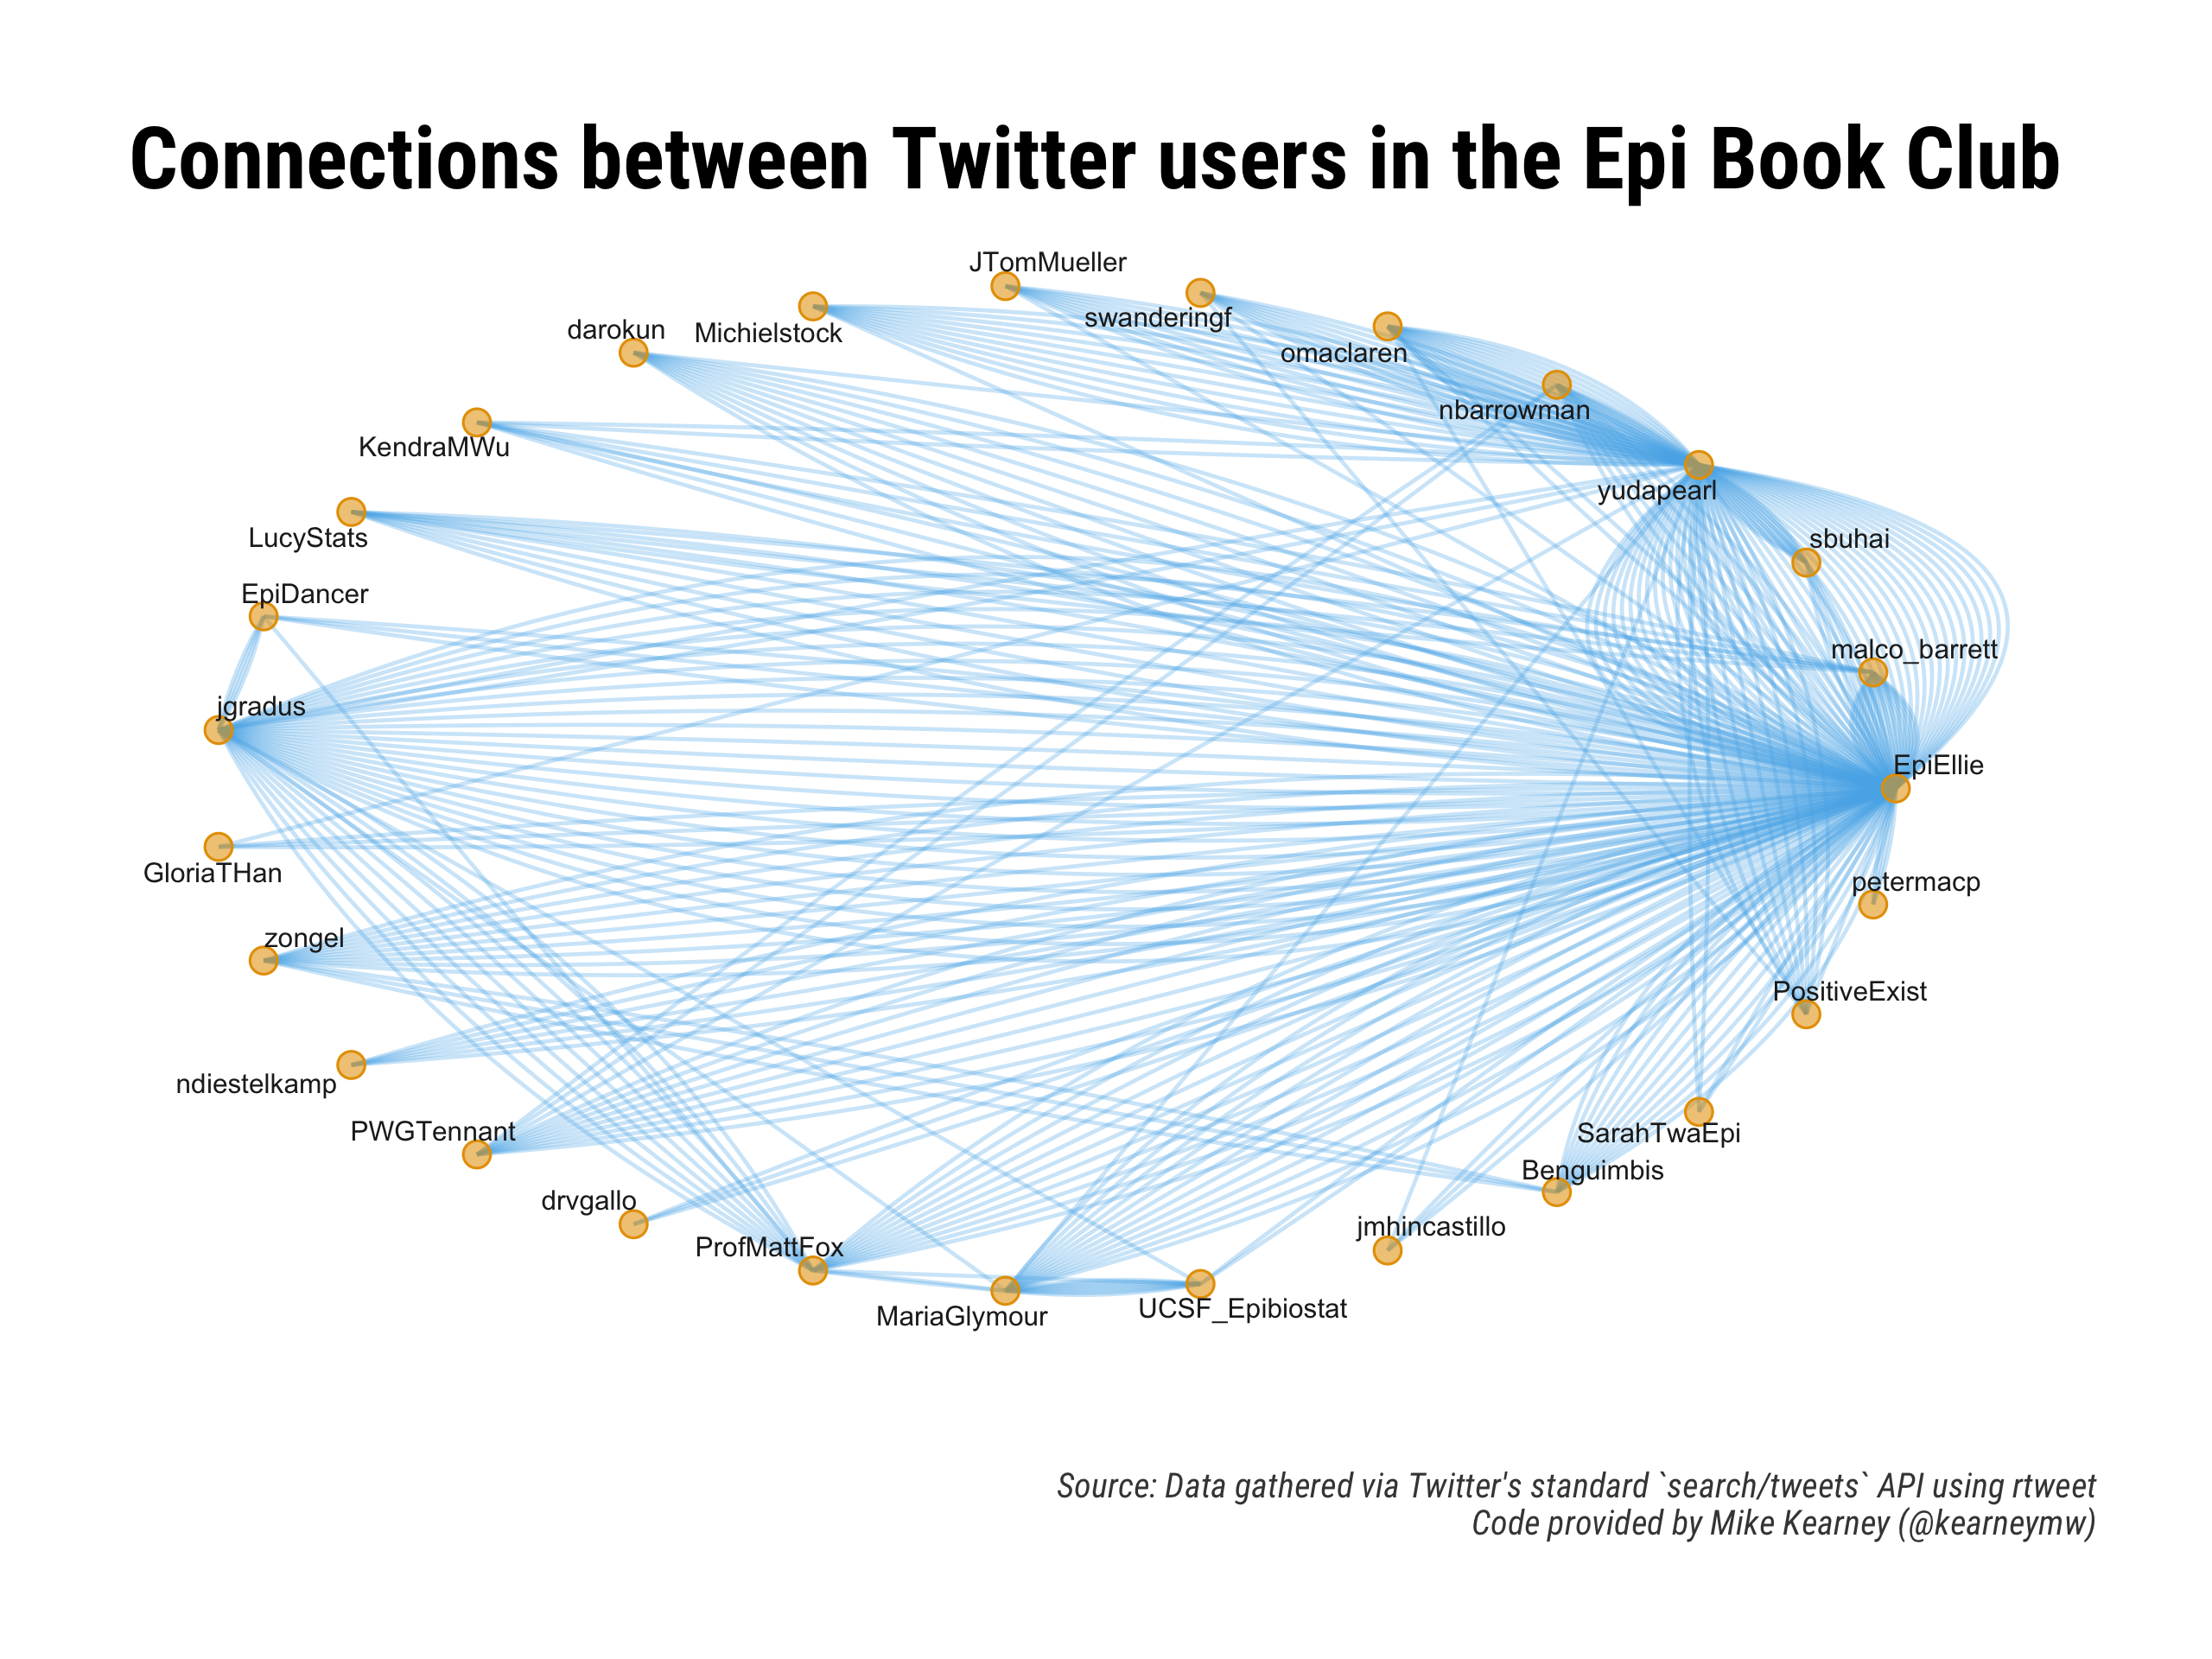 Connections between Twitter users in the Epi Book Club
JTomMueller
swanderingf
darokun
Michielstock
omaclaren
nbarrowman
KendraMWu
yudapearl
LucyStats
sbuhai
EpiDancer
malco_barrett
jgradus
EpiEllie
GloriaTHan
petermacp
zongel
PositiveExist
ndiestelkamp
PWGTennant
SarahTwaEpi
Benguimbis
drvgallo
jmhincastillo
ProfMattFox
MariaGlymour
UCSF_Epibiostat
Source: Data gathered via Twitter's standard `search/tweets` API using rtweet
Code provided by Mike Kearney (@kearneymw)